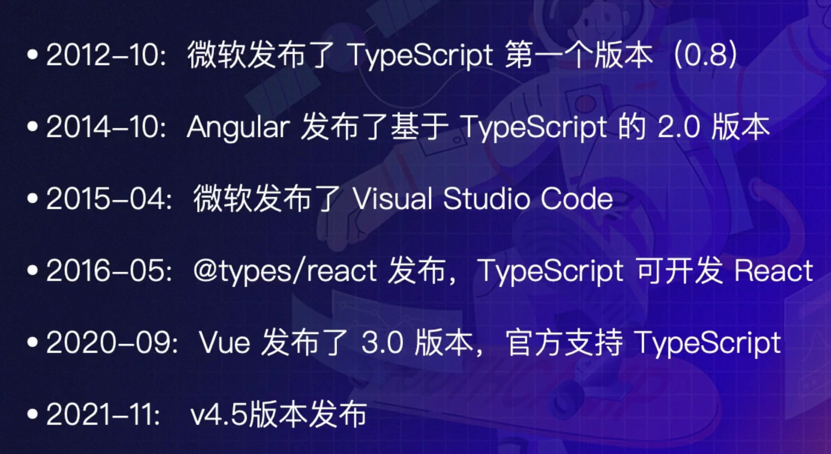 • 2012-10: 微软发布了 TypeScript 第一个版本（0.8）
• 2014-10: Angular 发布了基于 TypeScript 的 2.0 版本
• 2015-04: 微软发布了 Visual Studio Code
• 2016-05: @types/react 发布，TypeScript 可开发 React
• 2020-09: Vue 发布了 3.0 版本，官方支持 TypeScript
• 2021-11: v4.5版本发布